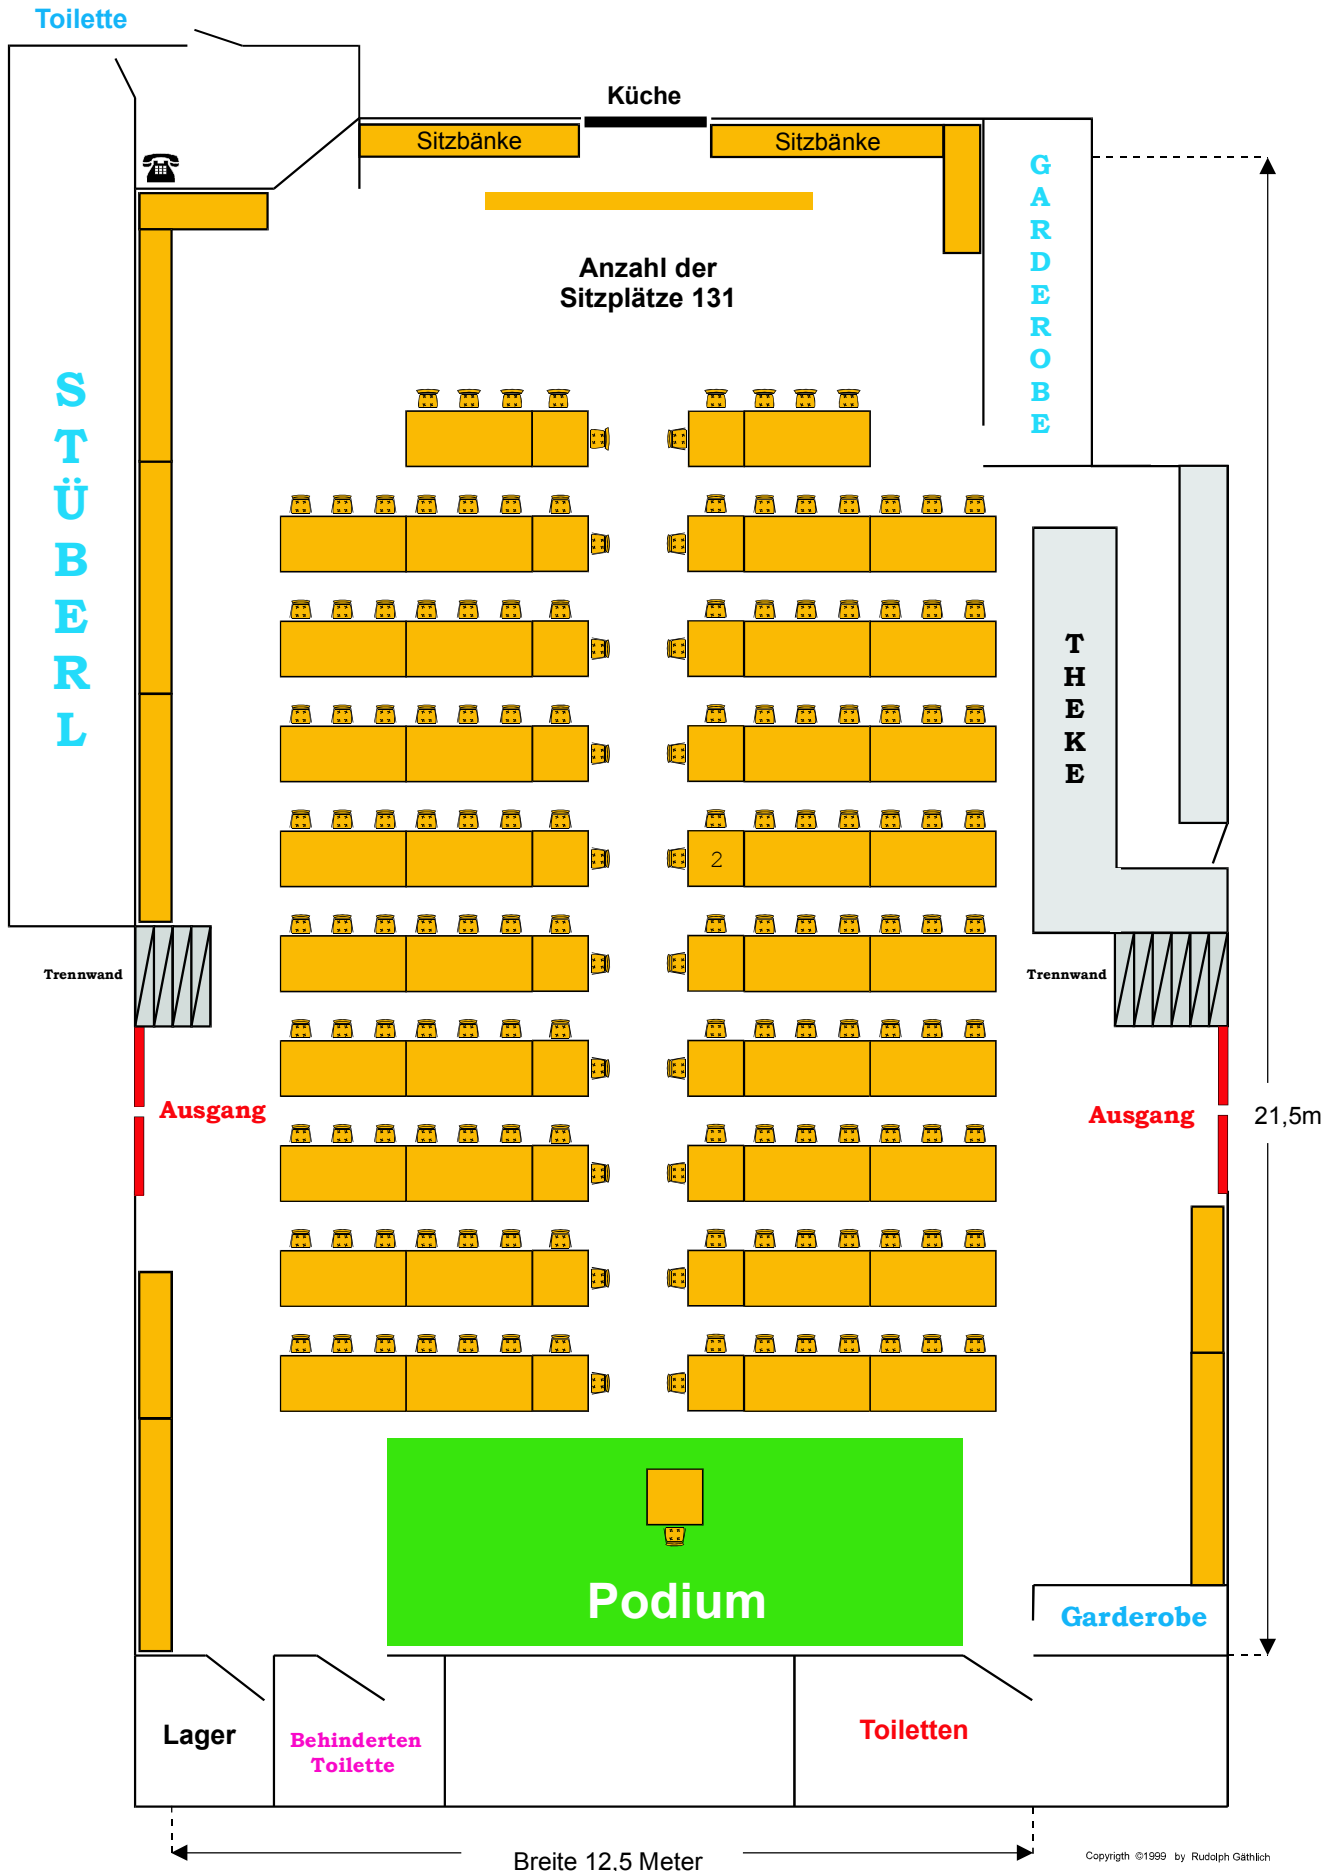 Toilette
Küche
Sitzbänke
Sitzbänke
GARDEROBE
Anzahl der
Sitzplätze 131
STÜBERL
THEKE
2
Trennwand
Trennwand
Ausgang
Ausgang
21,5m
Podium
Garderobe
Lager
Behinderten
Toilette
Toiletten
Breite 12,5 Meter
Copyrigth ©1999 by Rudolph Gäthlich